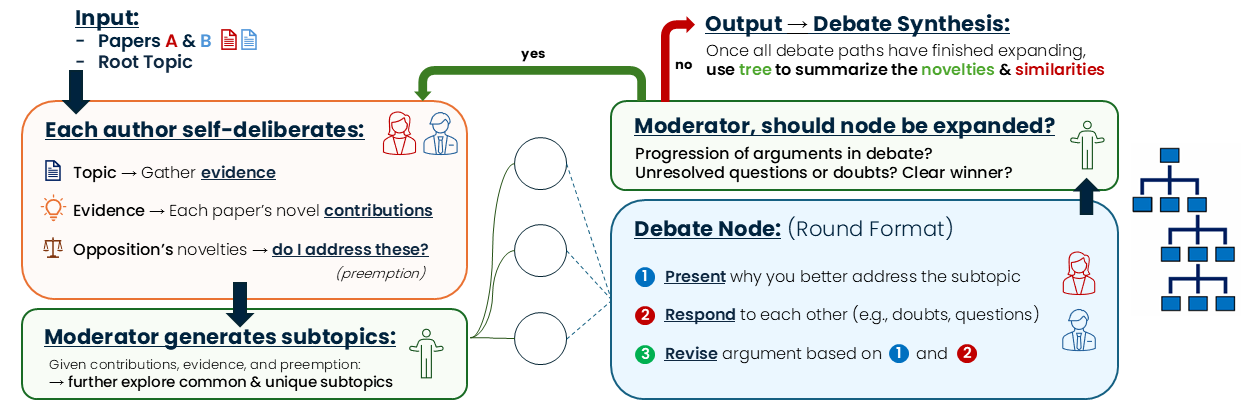 Input:
- Papers A & B
- Root Topic
Each author self-deliberates:
Topic → Gather evidence
Evidence → Each paper's novel contributions
Opposition's novelties → do I address these?
(preemption)
Moderator generates subtopics:
Given contributions, evidence, and preemption:
→ further explore common & unique subtopics
yes
no
Output → Debate Synthesis:
Once all debate paths have finished expanding,
use tree to summarize the novelties & similarities
Moderator, should node be expanded?
Progression of arguments in debate?
Unresolved questions or doubts? Clear winner?
Debate Node: (Round Format)
1 Present why you better address the subtopic
2 Respond to each other (e.g., doubts, questions)
3 Revise argument based on 1 and 2